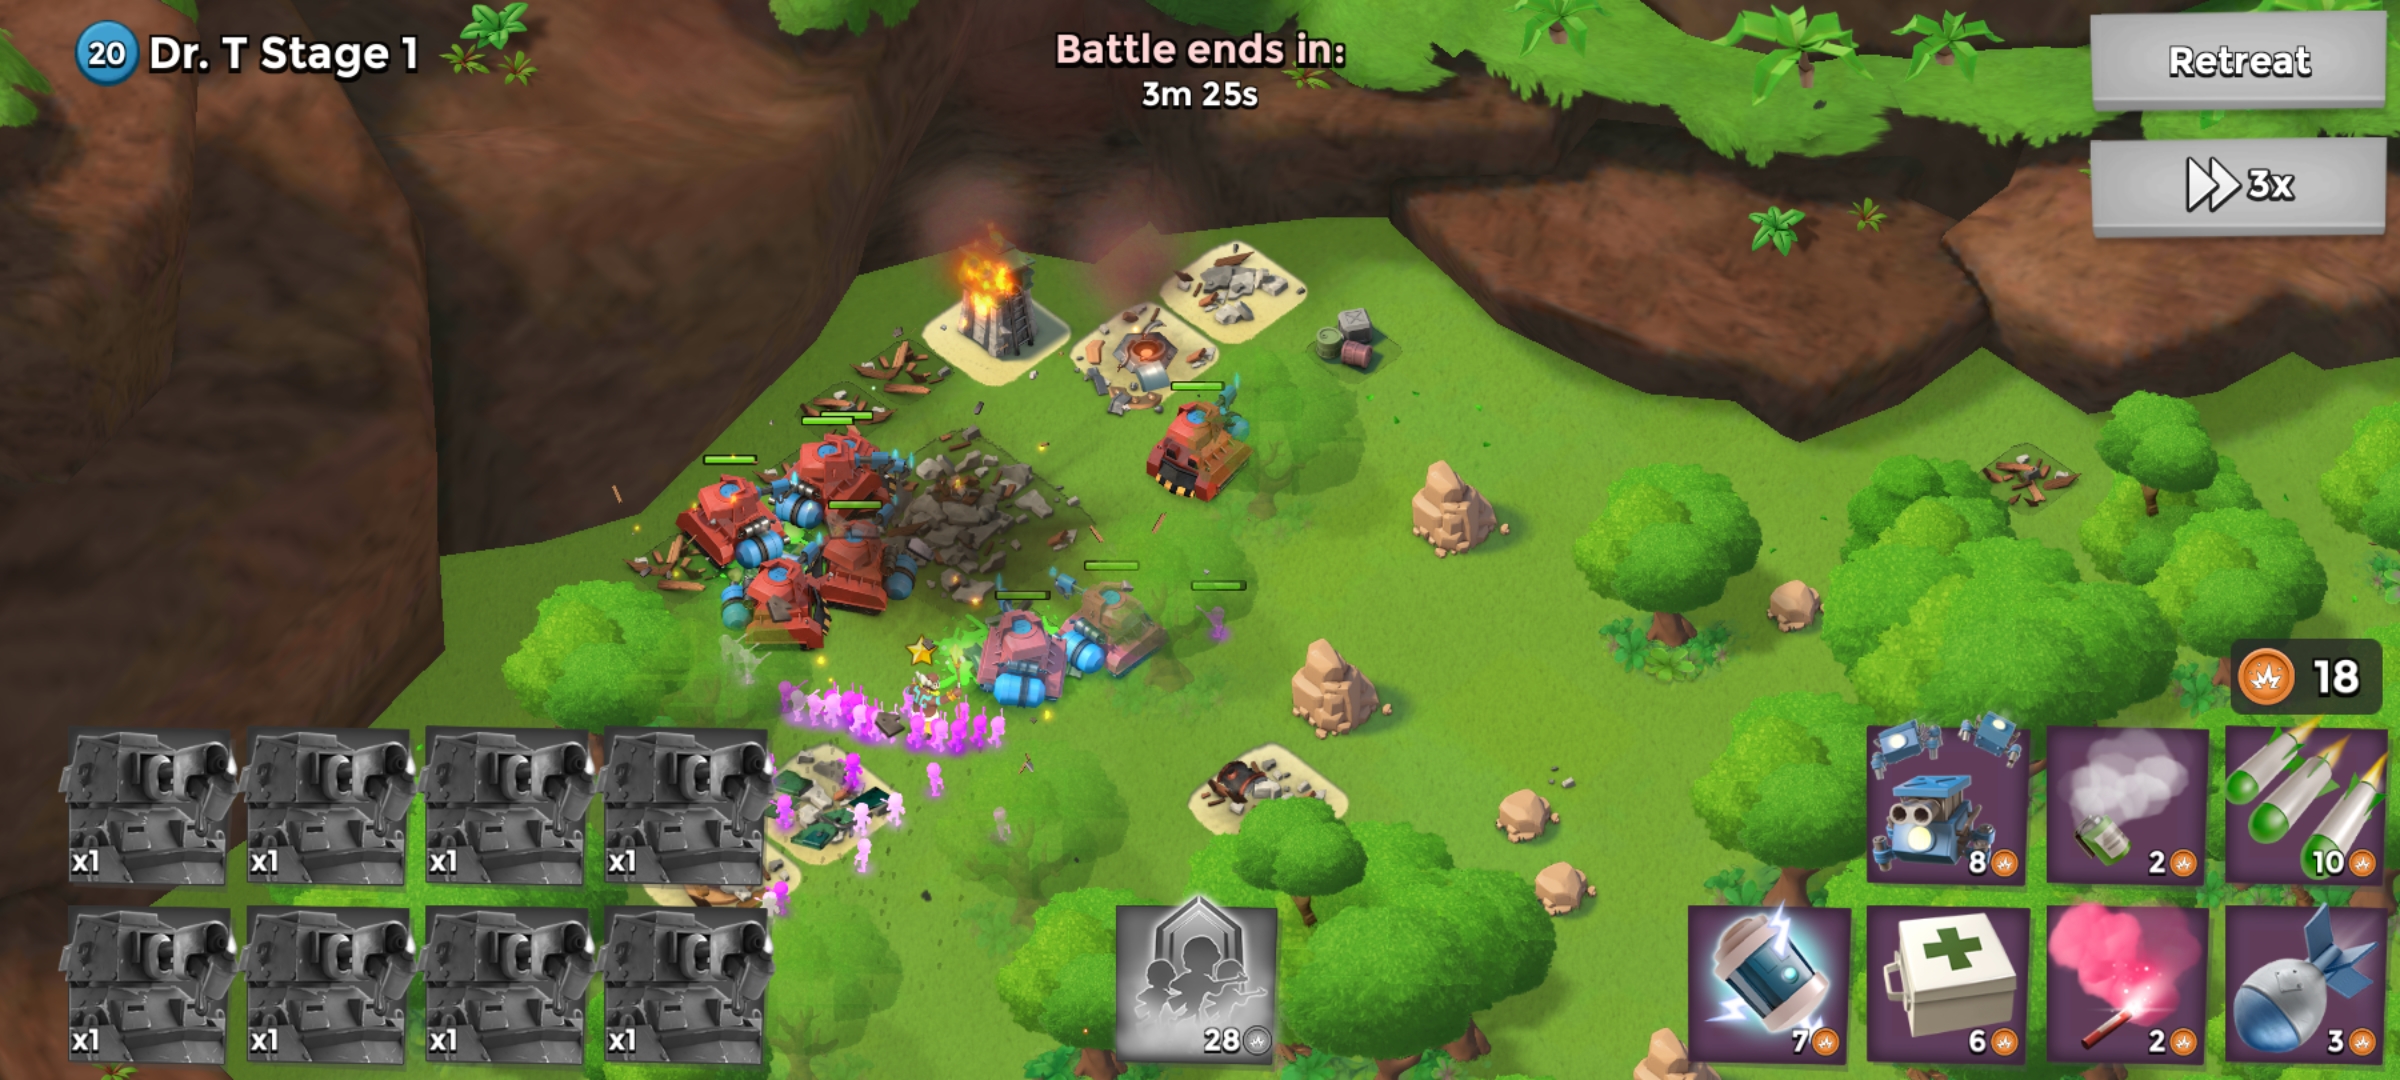 20 Dr. T Stage 1
Battle ends in:
3m 25s
Retreat
3x
18
x1 x1 x1 x1
8 2 10
x1 x1 x1 x1
28
7 6 2 3